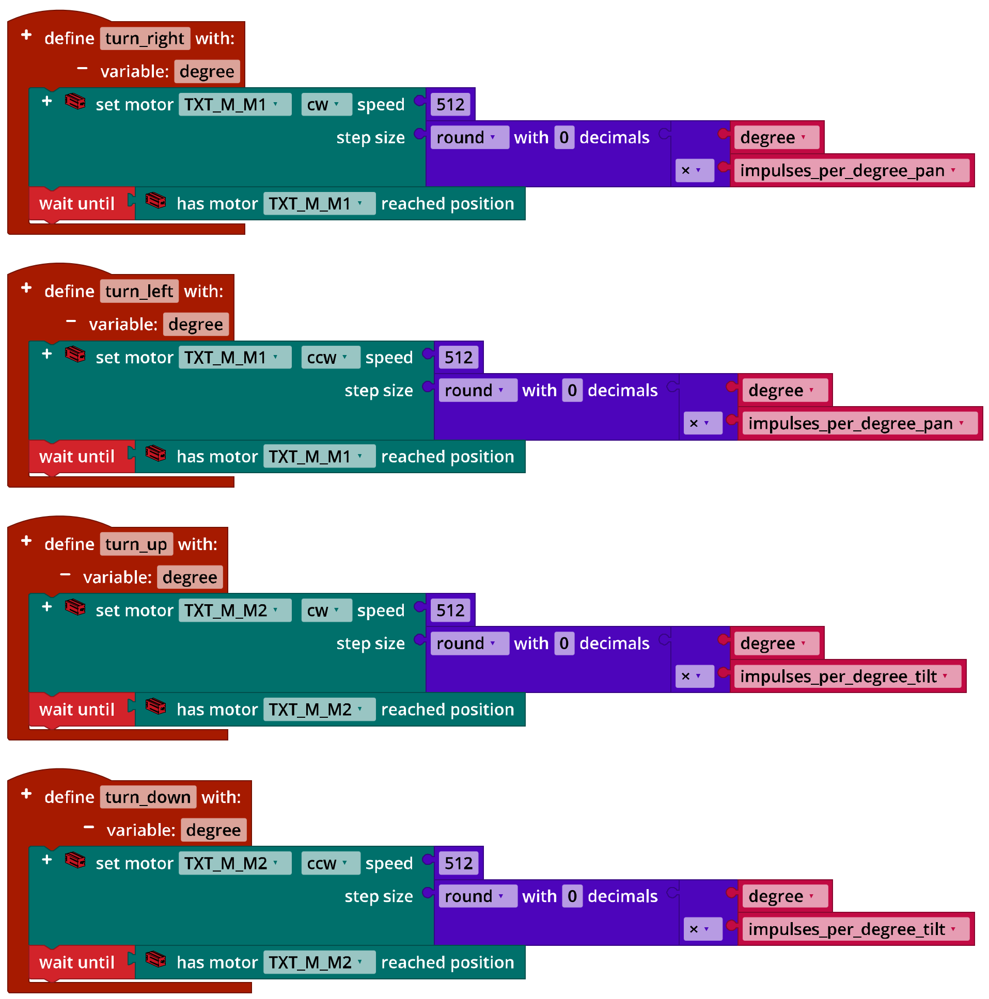 + define turn_right with:
− variable: degree
+ set motor TXT_M_M1 cw speed 512
step size round with 0 decimals degree
× impulses_per_degree_pan
wait until has motor TXT_M_M1 reached position
+ define turn_left with:
− variable: degree
+ set motor TXT_M_M1 ccw speed 512
step size round with 0 decimals degree
× impulses_per_degree_pan
wait until has motor TXT_M_M1 reached position
+ define turn_up with:
− variable: degree
+ set motor TXT_M_M2 cw speed 512
step size round with 0 decimals degree
× impulses_per_degree_tilt
wait until has motor TXT_M_M2 reached position
+ define turn_down with:
− variable: degree
+ set motor TXT_M_M2 ccw speed 512
step size round with 0 decimals degree
× impulses_per_degree_tilt
wait until has motor TXT_M_M2 reached position